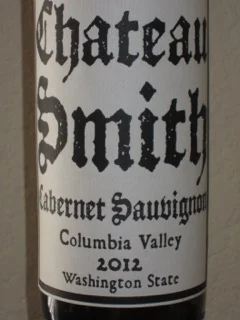 Chateau
Smith
Cabernet Sauvignon
Columbia Valley
2012
Washington State